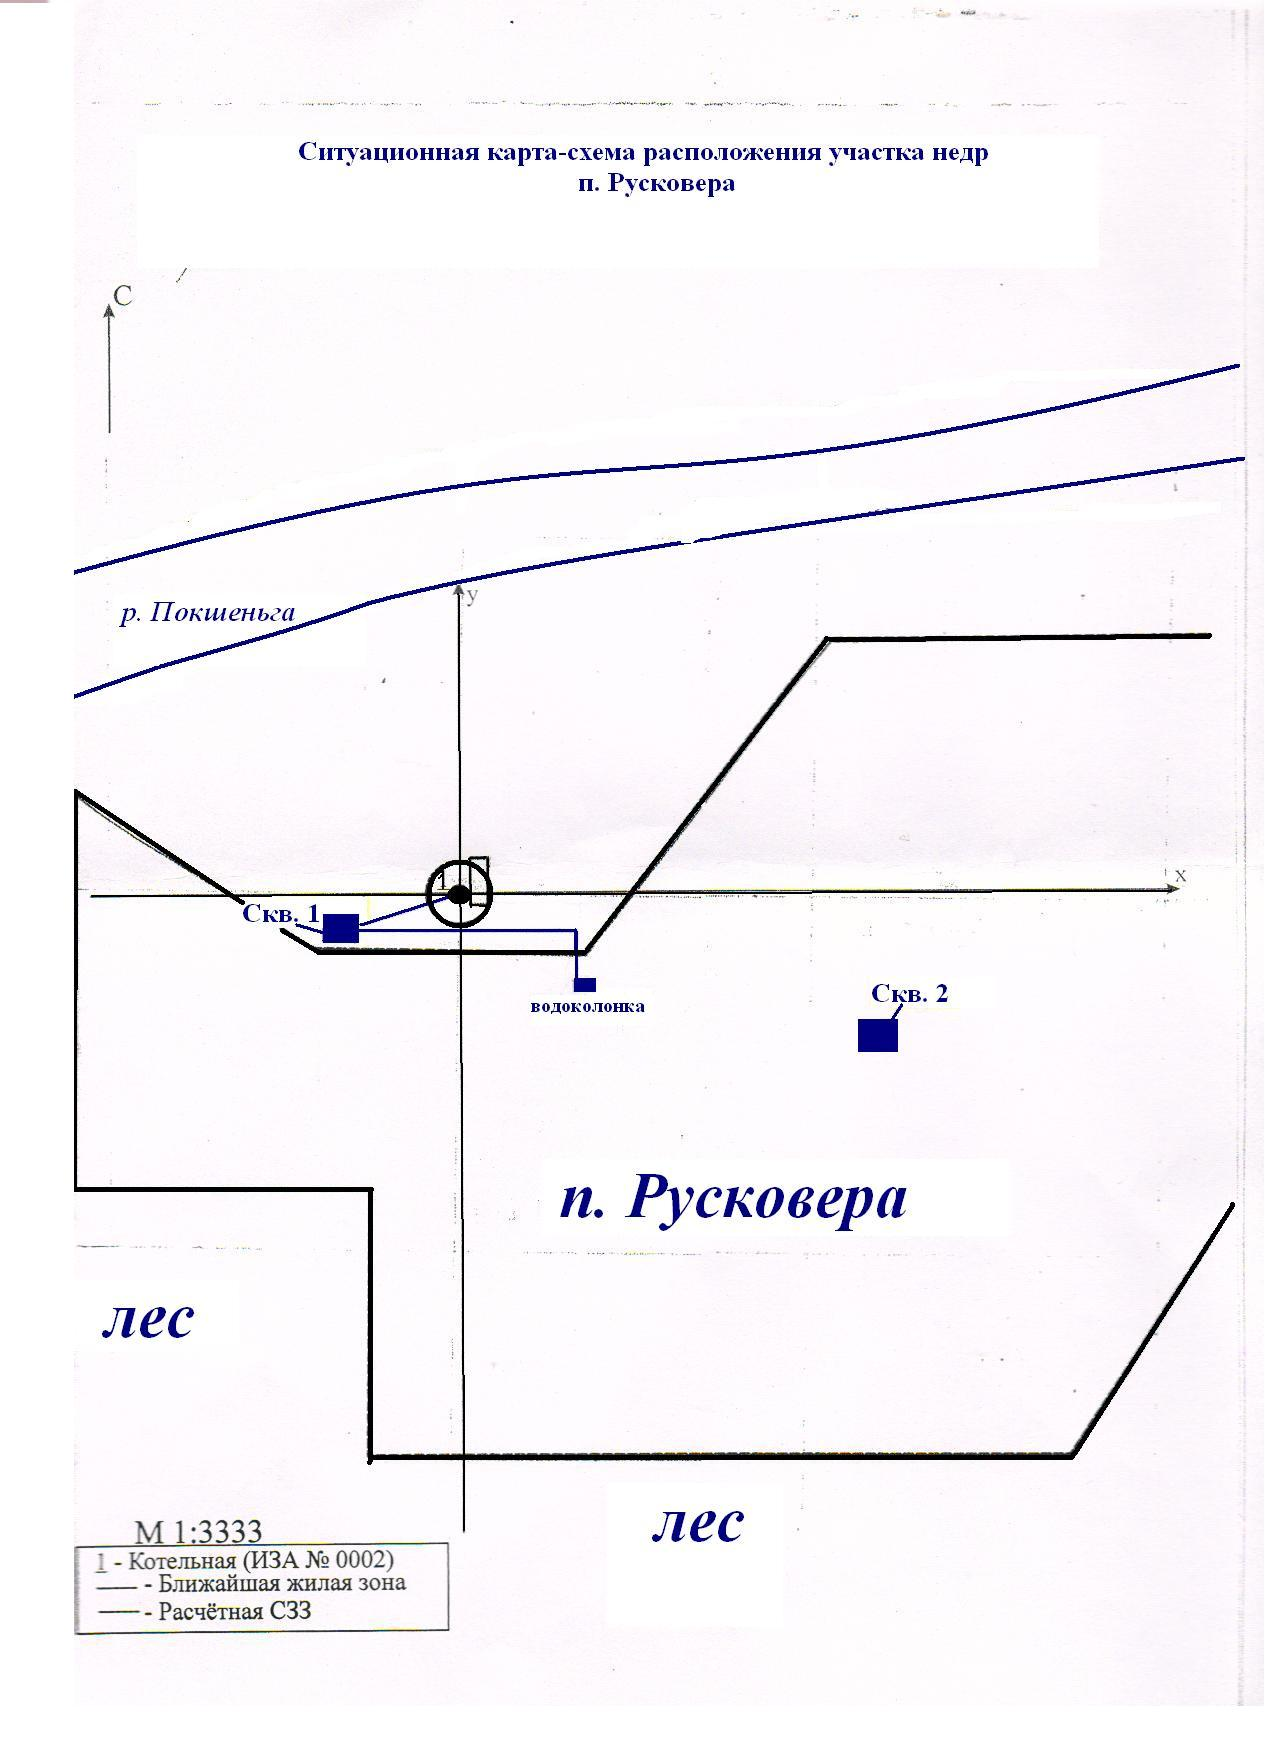 Ситуационная карта-схема расположения участка недр
п. Русковера
С
р. Покшеньга
y
1
x
Скв. 1
Скв. 2
водоколонка
п. Русковера
лес
лес
М 1:3333
1 - Котельная (ИЗА № 0002)
- Ближайшая жилая зона
- Расчётная СЗЗ